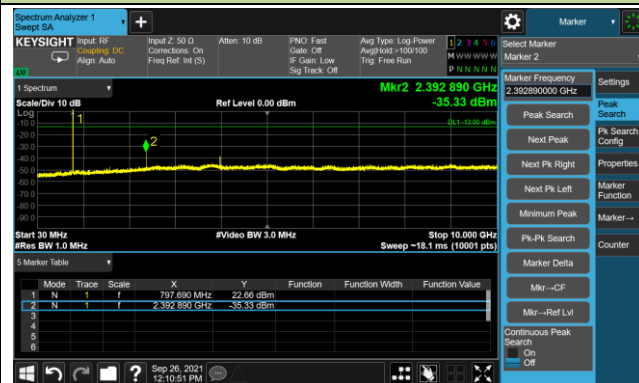 Spectrum Analyzer 1
Swept SA
+
Marker
KEYSIGHT
Input: RF
Coupling: DC
Align: Auto
Input Z: 50 Ω
Corrections: On
Freq Ref: Int (S)
Atten: 10 dB
PNO: Fast
Gate: Off
IF Gain: Low
Sig Track: Off
Avg Type: Log-Power
Avg|Hold:>100/100
Trig: Free Run
1 2 3 4 5 6
M W W W W W
P N N N N N
Select Marker
Marker 2
1 Spectrum
Mkr2 2.392 890 GHz
-35.33 dBm
Scale/Div 10 dB
Ref Level 0.00 dBm
Log
DL1 -13.00 dBm
1
2
-10.0
-20.0
-30.0
-40.0
-50.0
-60.0
-70.0
-80.0
-90.0
Start 30 MHz
#Video BW 3.0 MHz
Stop 10.000 GHz
#Res BW 1.0 MHz
Sweep ~18.1 ms (10001 pts)
5 Marker Table
Mode Trace Scale X Y Function Function Width Function Value
1 N 1 f 797.690 MHz 22.66 dBm
2 N 1 f 2.392 890 GHz -35.33 dBm
3
4
5
6
Marker Frequency
2.392890000 GHz
Peak Search
Next Peak
Next Pk Right
Next Pk Left
Minimum Peak
Pk-Pk Search
Marker Delta
Mkr→CF
Mkr→Ref Lvl
Continuous Peak
Search
On
Off
Settings
Peak
Search
Pk Search
Config
Properties
Marker
Function
Marker→
Counter
?
Sep 26, 2021
12:10:51 PM